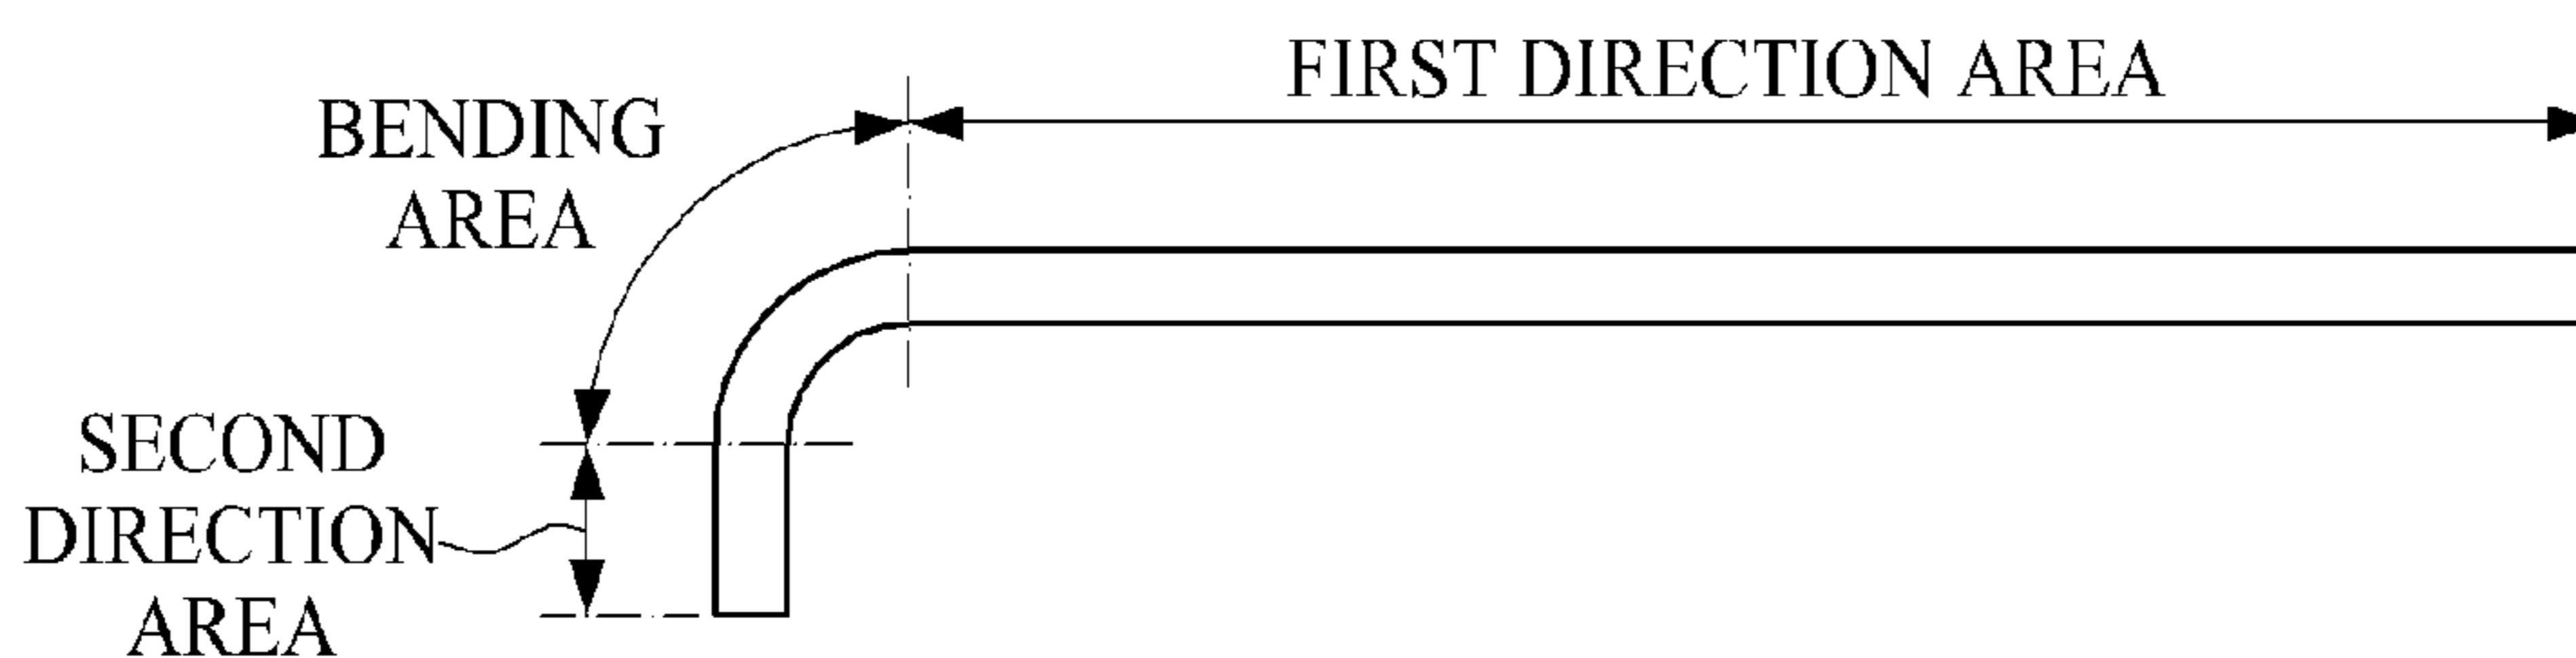 FIRST DIRECTION AREA
BENDING
AREA
SECOND
DIRECTION
AREA